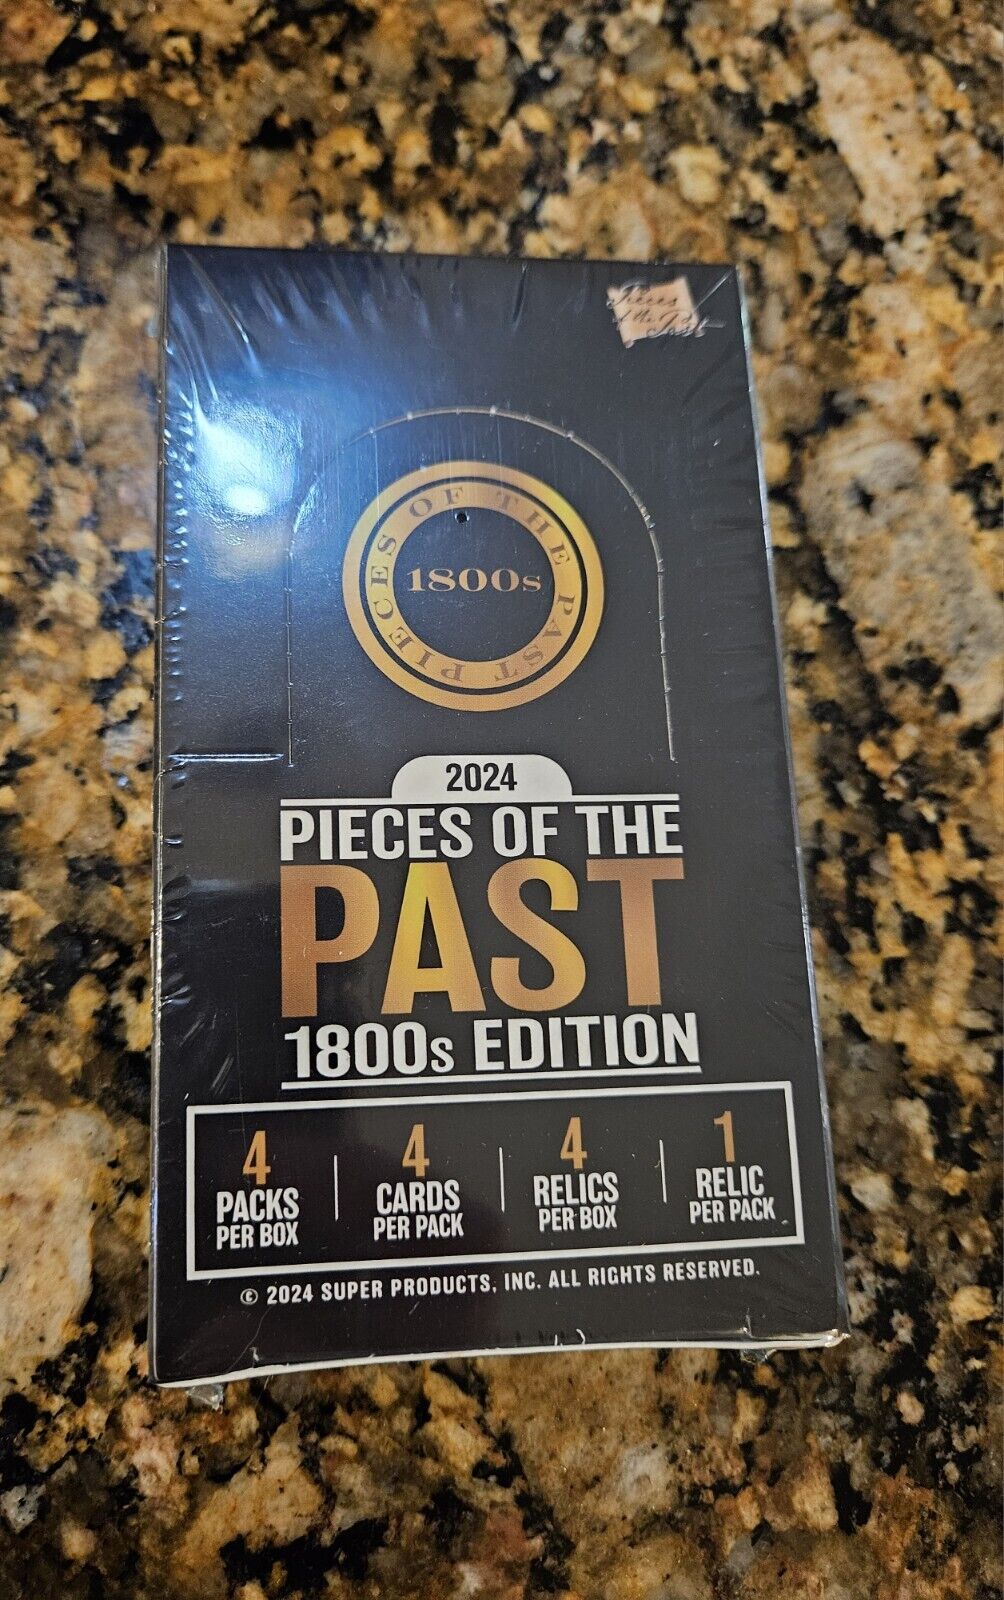 Pieces
of the Past
PIECES OF THE PAST
1800s
2024
PIECES OF THE
PAST
1800s EDITION
4 PACKS PER BOX
4 CARDS PER PACK
4 RELICS PER BOX
1 RELIC PER PACK
© 2024 SUPER PRODUCTS, INC. ALL RIGHTS RESERVED.